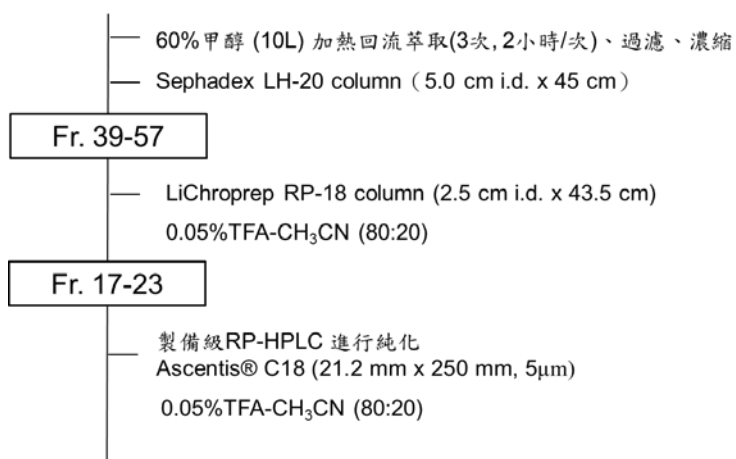 60%甲醇 (10L) 加熱回流萃取(3次, 2小時/次)、過濾、濃縮
Sephadex LH-20 column（5.0 cm i.d. x 45 cm）
Fr. 39-57
LiChroprep RP-18 column (2.5 cm i.d. x 43.5 cm)
0.05%TFA-CH₃CN (80:20)
Fr. 17-23
製備級RP-HPLC 進行純化
Ascentis® C18 (21.2 mm x 250 mm, 5μm)
0.05%TFA-CH₃CN (80:20)